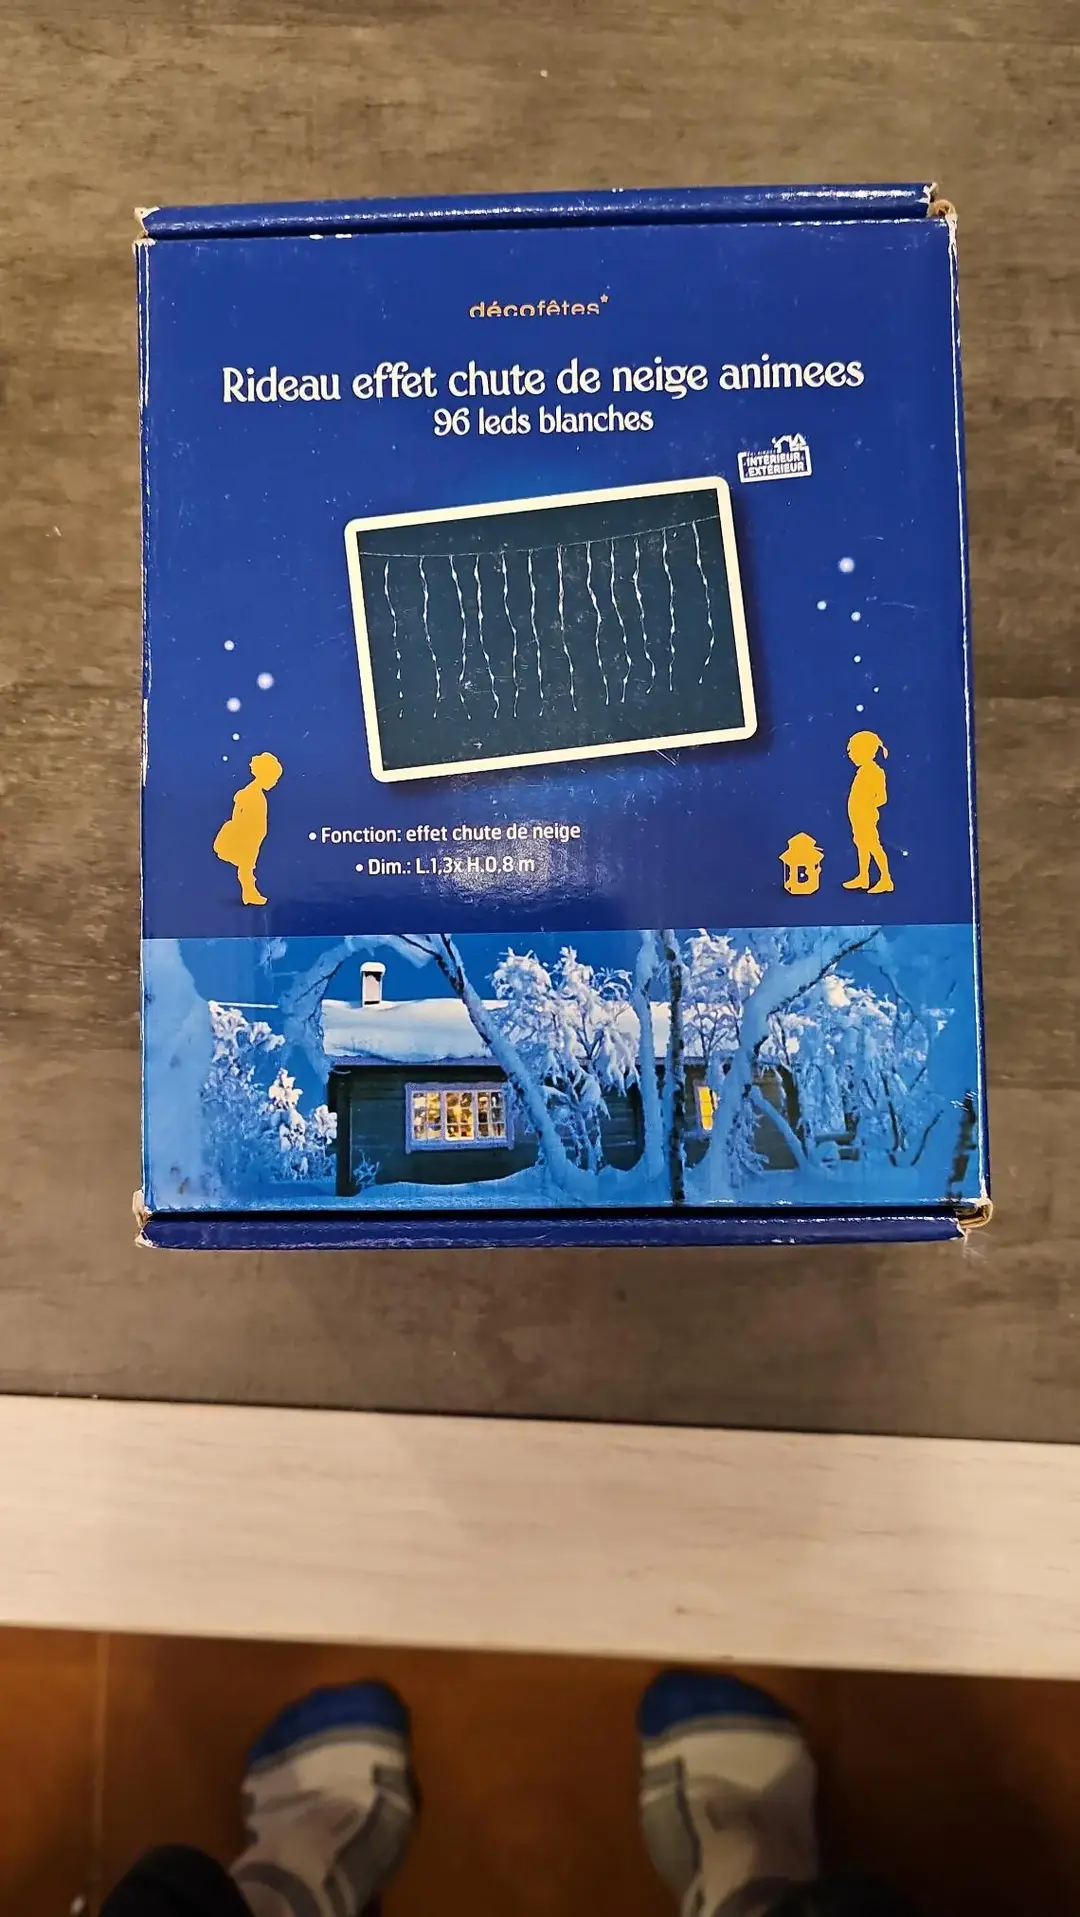 décofêtes*
Rideau effet chute de neige animees
96 leds blanches
INTERIEUR
EXTERIEUR
• Fonction: effet chute de neige
• Dim.: L.1,3x H.0,8 m
B